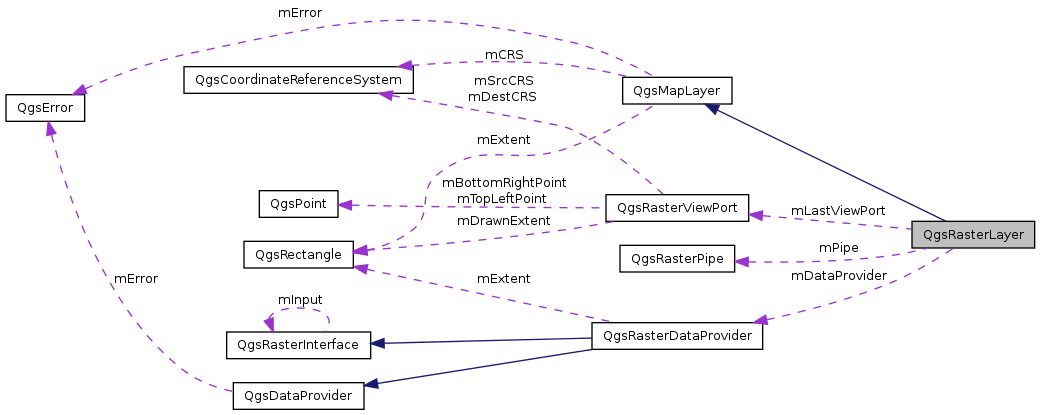 mError
mCRS
QgsCoordinateReferenceSystem
mSrcCRS
mDestCRS
QgsMapLayer
QgsError
mExtent
mBottomRightPoint
mTopLeftPoint
QgsPoint
QgsRasterViewPort
mLastViewPort
mDrawnExtent
QgsRasterLayer
QgsRectangle
QgsRasterPipe
mPipe
mError
mExtent
mDataProvider
mInput
QgsRasterInterface
QgsRasterDataProvider
QgsDataProvider